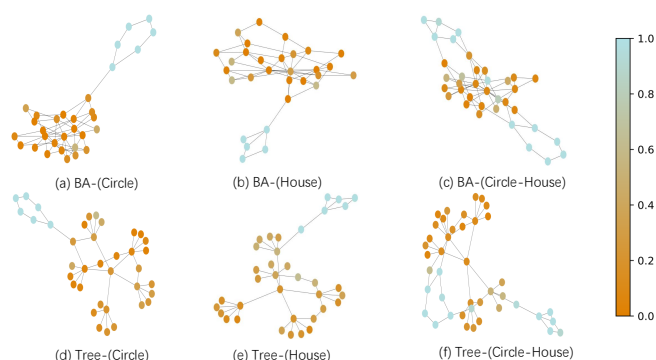 (a) BA-(Circle)
(b) BA-(House)
(c) BA-(Circle-House)
(d) Tree-(Circle)
(e) Tree-(House)
(f) Tree-(Circle-House)
1.0
0.8
0.6
0.4
0.2
0.0